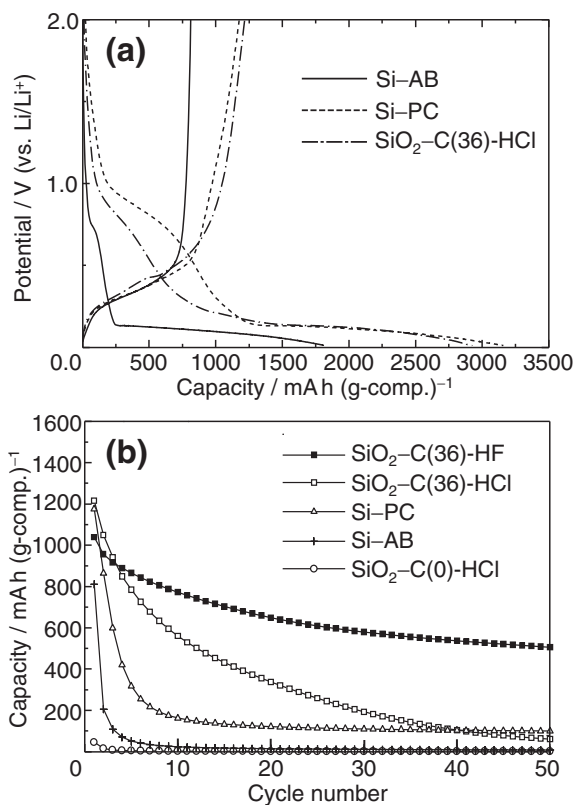 (a)
2.0
1.0
0.0
500
1000
1500
2000
2500
3000
3500
Si–AB
Si–PC
SiO₂–C(36)-HCl
Potential / V (vs. Li/Li⁺)
Capacity / mA h (g-comp.)⁻¹
(b)
1600
1400
1200
1000
800
600
400
200
0
10
20
30
40
50
SiO₂–C(36)-HF
SiO₂–C(36)-HCl
Si–PC
Si–AB
SiO₂–C(0)-HCl
Capacity / mA h (g-comp.)⁻¹
Cycle number